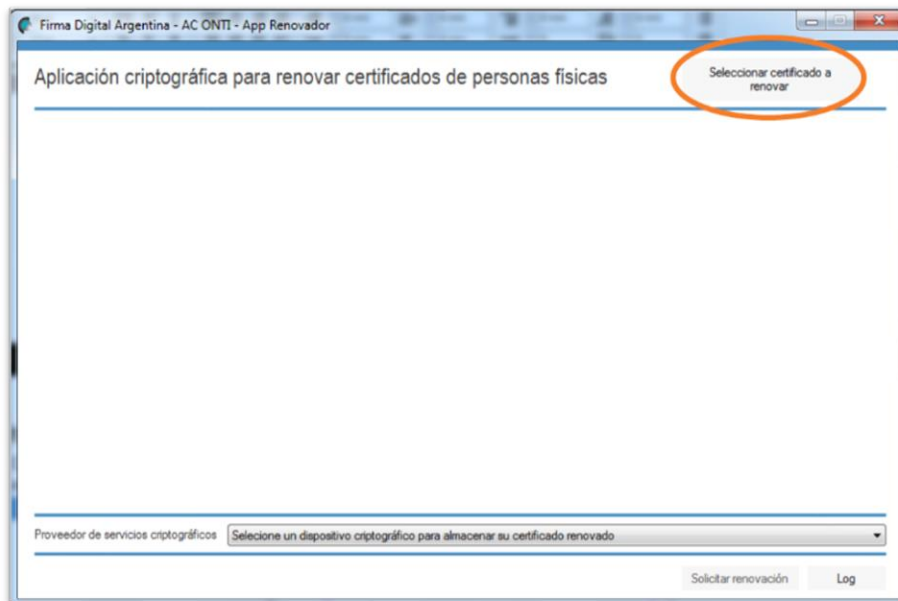 Firma Digital Argentina - AC ONTI - App Renovador
Aplicación criptográfica para renovar certificados de personas físicas
Seleccionar certificado a
renovar
Proveedor de servicios criptográficos
Selecione un dispositivo criptográfico para almacenar su certificado renovado
Solicitar renovación
Log